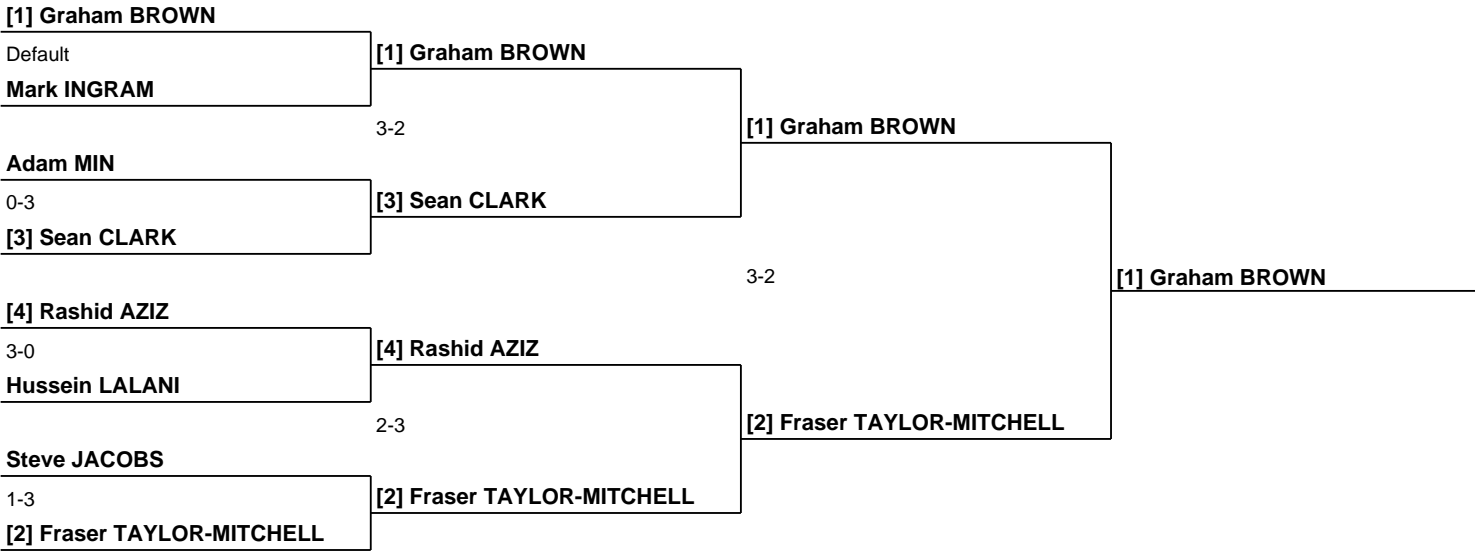 [1] Graham BROWN
Default
[1] Graham BROWN
Mark INGRAM
3-2
[1] Graham BROWN
Adam MIN
0-3
[3] Sean CLARK
[3] Sean CLARK
3-2
[1] Graham BROWN
[4] Rashid AZIZ
3-0
[4] Rashid AZIZ
Hussein LALANI
2-3
[2] Fraser TAYLOR-MITCHELL
Steve JACOBS
1-3
[2] Fraser TAYLOR-MITCHELL
[2] Fraser TAYLOR-MITCHELL